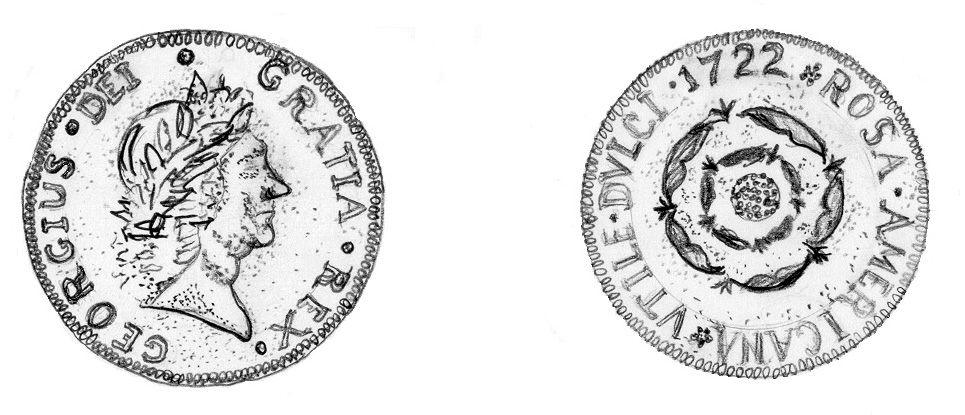 GEORGIUS · DEI · GRATIA · REX ·
ROSA · AMERICANA * VTILE · DVLCI · 1722 *